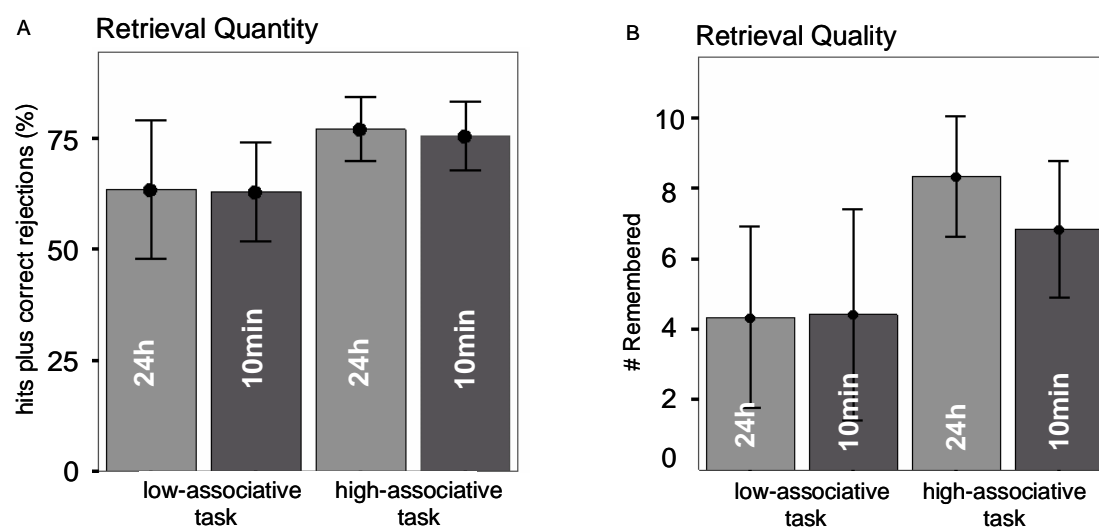 A
Retrieval Quantity
hits plus correct rejections (%)
75
50
25
0
24h
10min
24h
10min
low-associative
task
high-associative
task
B
Retrieval Quality
# Remembered
10
8
6
4
2
0
24h
10min
24h
10min
low-associative
task
high-associative
task